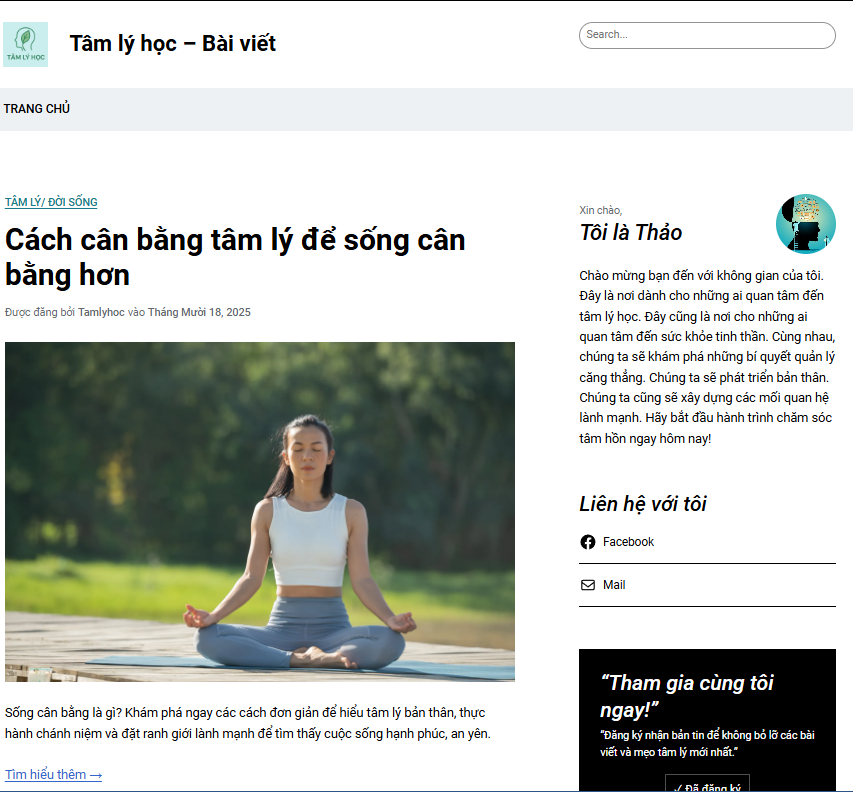 TÂM LÝ HỌC
Tâm lý học – Bài viết
Search...
TRANG CHỦ
TÂM LÝ/ ĐỜI SỐNG
Cách cân bằng tâm lý để sống cân
bằng hơn
Được đăng bởi Tamlyhoc vào Tháng Mười 18, 2025
Sống cân bằng là gì? Khám phá ngay các cách đơn giản để hiểu tâm lý bản thân, thực
hành chánh niệm và đặt ranh giới lành mạnh để tìm thấy cuộc sống hạnh phúc, an yên.
Tìm hiểu thêm →
Xin chào,
Tôi là Thảo
Chào mừng bạn đến với không gian của tôi.
Đây là nơi dành cho những ai quan tâm đến
tâm lý học. Đây cũng là nơi cho những ai
quan tâm đến sức khỏe tinh thần. Cùng nhau,
chúng ta sẽ khám phá những bí quyết quản lý
căng thẳng. Chúng ta sẽ phát triển bản thân.
Chúng ta cũng sẽ xây dựng các mối quan hệ
lành mạnh. Hãy bắt đầu hành trình chăm sóc
tâm hồn ngay hôm nay!
Liên hệ với tôi
Facebook
Mail
“Tham gia cùng tôi
ngay!”
“Đăng ký nhận bản tin để không bỏ lỡ các bài
viết và mẹo tâm lý mới nhất.”
✓ Đã đăng ký